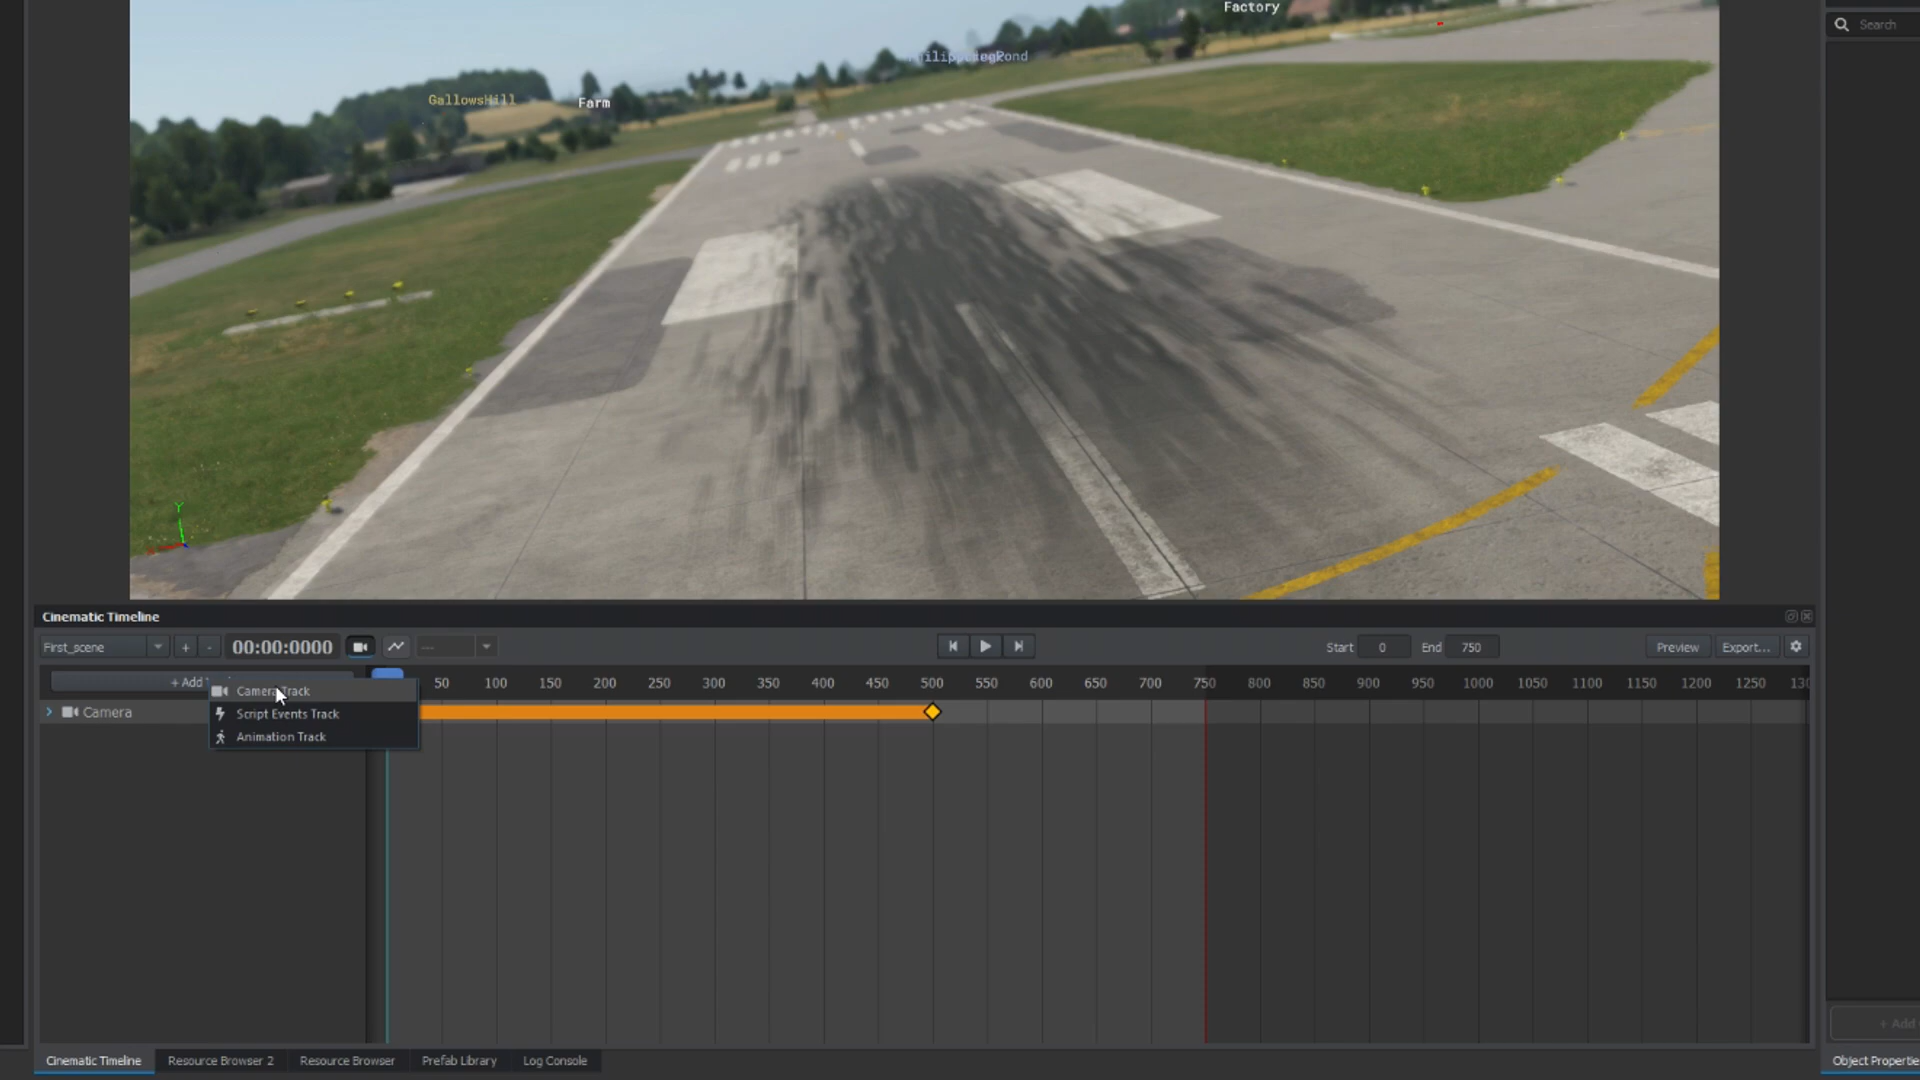 Factory
Search
GallowsHill
Farm
Cinematic Timeline
First_scene
+
-
00:00:0000
---
Start
0
End
750
Preview
Export...
+ Add
50
100
150
200
250
300
350
400
450
500
550
600
650
700
750
800
850
900
950
1000
1050
1100
1150
1200
1250
Camera Track
Camera
Script Events Track
Animation Track
Y
+ Add
Cinematic Timeline
Resource Browser 2
Resource Browser
Prefab Library
Log Console
Object Propertie